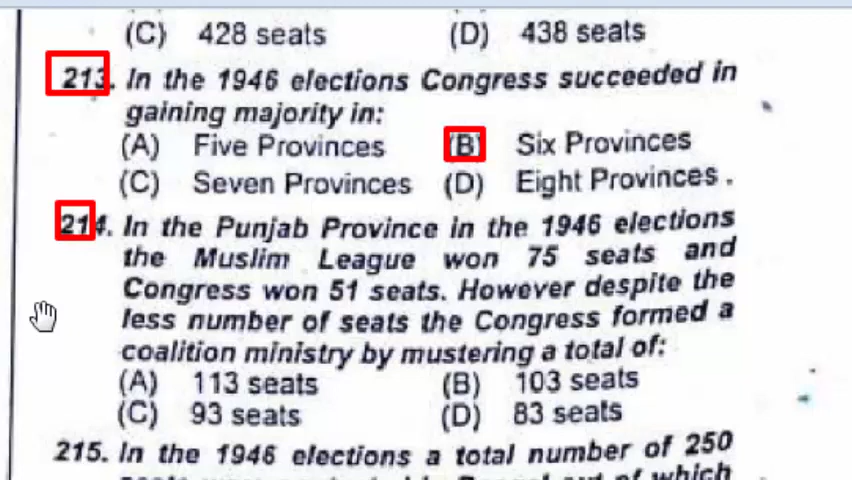 (C) 428 seats (D) 438 seats
213. In the 1946 elections Congress succeeded in
gaining majority in:
(A) Five Provinces (B) Six Provinces
(C) Seven Provinces (D) Eight Provinces.
214. In the Punjab Province in the 1946 elections
the Muslim League won 75 seats and
Congress won 51 seats. However despite the
less number of seats the Congress formed a
coalition ministry by mustering a total of:
(A) 113 seats (B) 103 seats
(C) 93 seats (D) 83 seats
215. In the 1946 elections a total number of 250
out of which